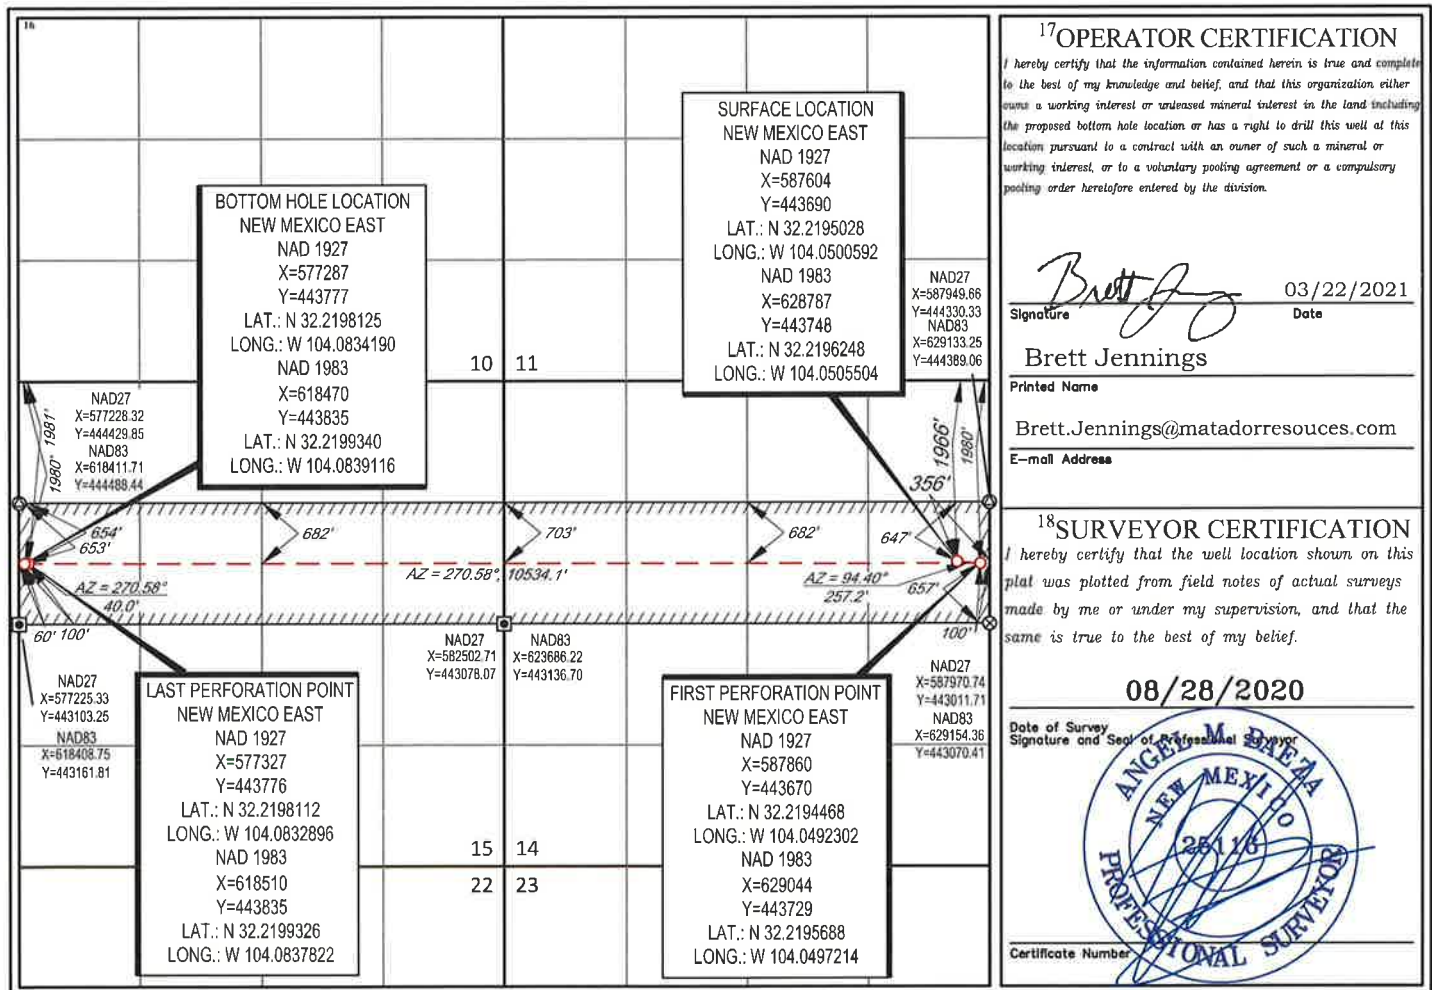 16
BOTTOM HOLE LOCATION
NEW MEXICO EAST
NAD 1927
X=577287
Y=443777
LAT.: N 32.2198125
LONG.: W 104.0834190
NAD 1983
X=618470
Y=443835
LAT.: N 32.2199340
LONG.: W 104.0839116
SURFACE LOCATION
NEW MEXICO EAST
NAD 1927
X=587604
Y=443690
LAT.: N 32.2195028
LONG.: W 104.0500592
NAD 1983
X=628787
Y=443748
LAT.: N 32.2196248
LONG.: W 104.0505504
NAD27
X=587949.66
Y=444330.33
NAD83
X=629133.25
Y=444389.06
10 11
NAD27
X=577228.32
Y=444429.85
NAD83
X=618411.71
Y=444488.44
1981'
1980'
1966'
1980'
356'
654'
653'
682'
703'
682'
647'
AZ = 270.58°
40.0'
AZ = 270.58°, 10534.1'
AZ = 94.40°
257.2'
657'
60' 100'
100'
NAD27
X=577225.33
Y=443103.25
NAD83
X=618408.75
Y=443161.81
NAD27
X=582502.71
Y=443078.07
NAD83
X=623686.22
Y=443136.70
NAD27
X=587970.74
Y=443011.71
NAD83
X=629154.36
Y=443070.41
LAST PERFORATION POINT
NEW MEXICO EAST
NAD 1927
X=577327
Y=443776
LAT.: N 32.2198112
LONG.: W 104.0832896
NAD 1983
X=618510
Y=443835
LAT.: N 32.2199326
LONG.: W 104.0837822
FIRST PERFORATION POINT
NEW MEXICO EAST
NAD 1927
X=587860
Y=443670
LAT.: N 32.2194468
LONG.: W 104.0492302
NAD 1983
X=629044
Y=443729
LAT.: N 32.2195688
LONG.: W 104.0497214
15 14
22 23
17OPERATOR CERTIFICATION
I hereby certify that the information contained herein is true and complete
to the best of my knowledge and belief, and that this organization either
owns a working interest or unleased mineral interest in the land including
the proposed bottom hole location or has a right to drill this well at this
location pursuant to a contract with an owner of such a mineral or
working interest, or to a voluntary pooling agreement or a compulsory
pooling order heretofore entered by the division.
03/22/2021
Signature Date
Brett Jennings
Printed Name
Brett.Jennings@matadorresouces.com
E-mail Address
18SURVEYOR CERTIFICATION
I hereby certify that the well location shown on this
plat was plotted from field notes of actual surveys
made by me or under my supervision, and that the
same is true to the best of my belief.
08/28/2020
Date of Survey
Signature and Seal of Professional Surveyor
ANGEL M. BAEZA
NEW MEXICO
25116
PROFESSIONAL SURVEYOR
Certificate Number